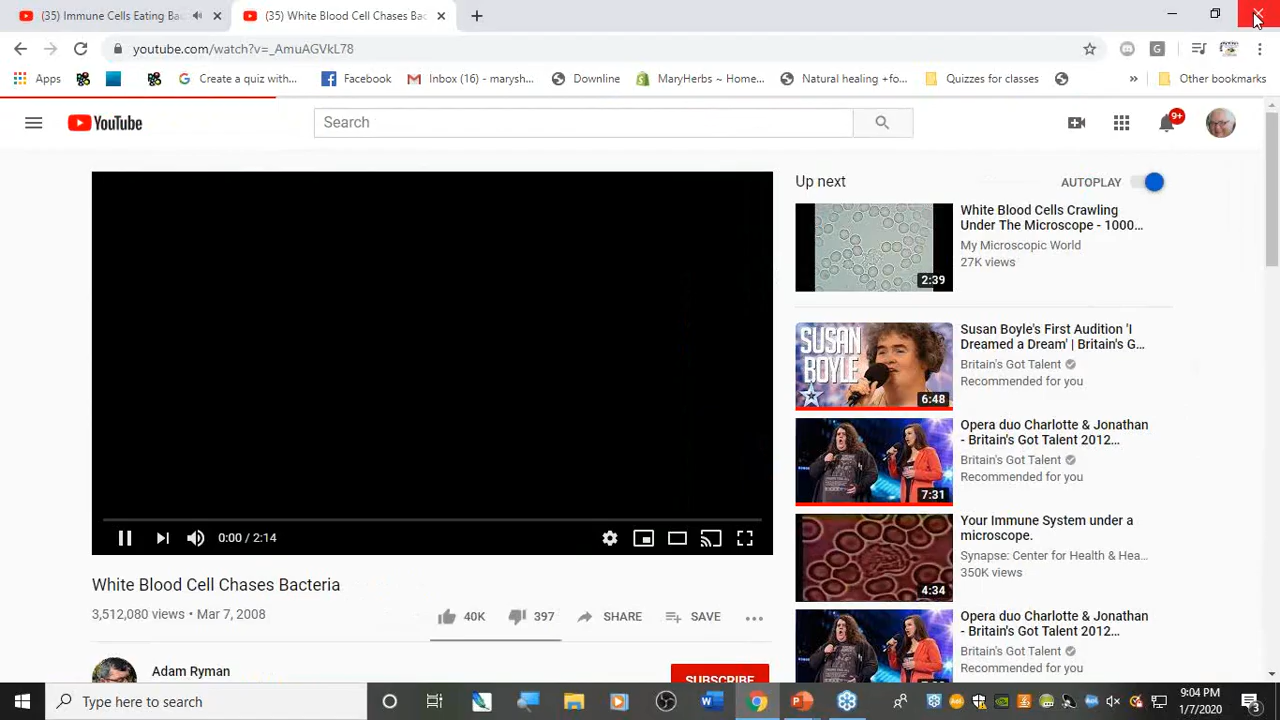 (35) Immune Cells Eating Ba
(35) White Blood Cell Chases Bac
youtube.com/watch?v=_AmuAGVkL78
Apps
Create a quiz with...
Facebook
Inbox (16) - marysh...
Downline
MaryHerbs - Home...
Natural healing +fo...
Quizzes for classes
Other bookmarks
YouTube
Search
9+
Up next
AUTOPLAY
White Blood Cells Crawling
Under The Microscope - 1000...
My Microscopic World
27K views
2:39
SUSAN
BOYLE
6:48
Susan Boyle's First Audition 'I
Dreamed a Dream' | Britain's G...
Britain's Got Talent
Recommended for you
7:31
Opera duo Charlotte & Jonathan
- Britain's Got Talent 2012...
Britain's Got Talent
Recommended for you
4:34
Your Immune System under a
microscope.
Synapse: Center for Health & Hea...
350K views
Opera duo Charlotte & Jonathan
- Britain's Got Talent 2012...
Britain's Got Talent
Recommended for you
0:00 / 2:14
White Blood Cell Chases Bacteria
3,512,080 views • Mar 7, 2008
40K
397
SHARE
SAVE
Adam Ryman
SUBSCRIBE
Type here to search
9:04 PM
1/7/2020
3